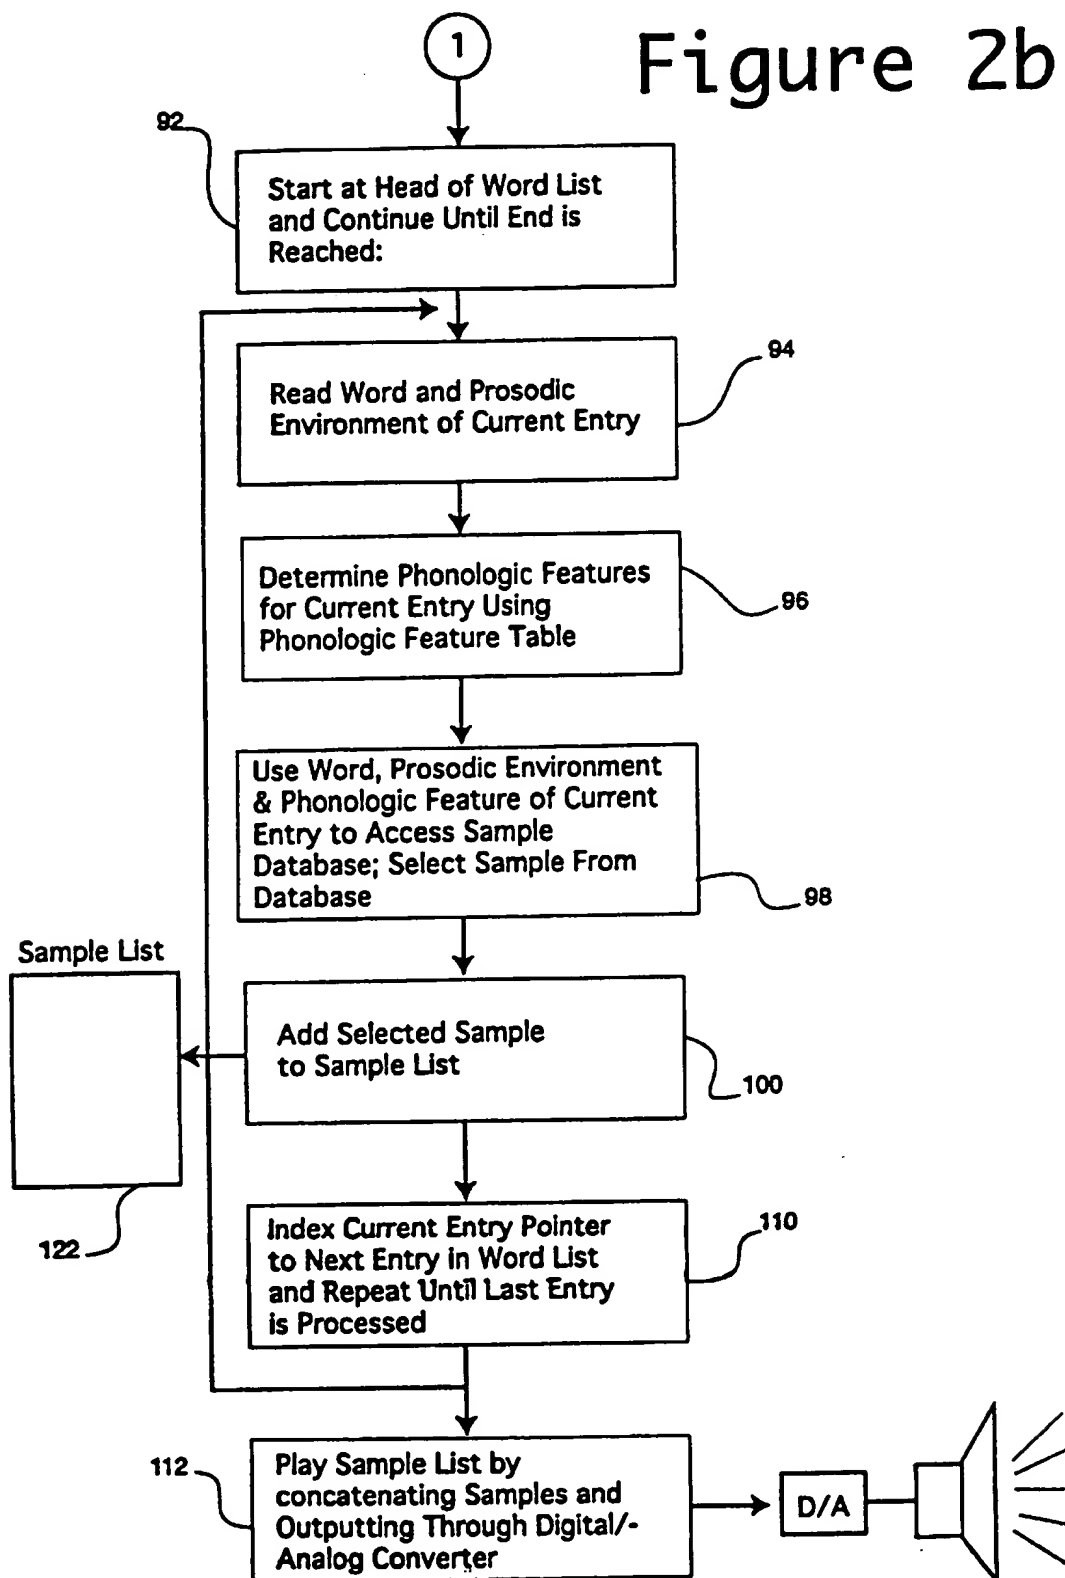 1
Figure 2b
92
Start at Head of Word List
and Continue Until End is
Reached:
94
Read Word and Prosodic
Environment of Current Entry
Determine Phonologic Features
for Current Entry Using
Phonologic Feature Table
96
Use Word, Prosodic Environment
& Phonologic Feature of Current
Entry to Access Sample
Database; Select Sample From
Database
98
Sample List
Add Selected Sample
to Sample List
100
122
Index Current Entry Pointer
to Next Entry in Word List
and Repeat Until Last Entry
is Processed
110
112
Play Sample List by
concatenating Samples and
Outputting Through Digital/-
Analog Converter
D/A